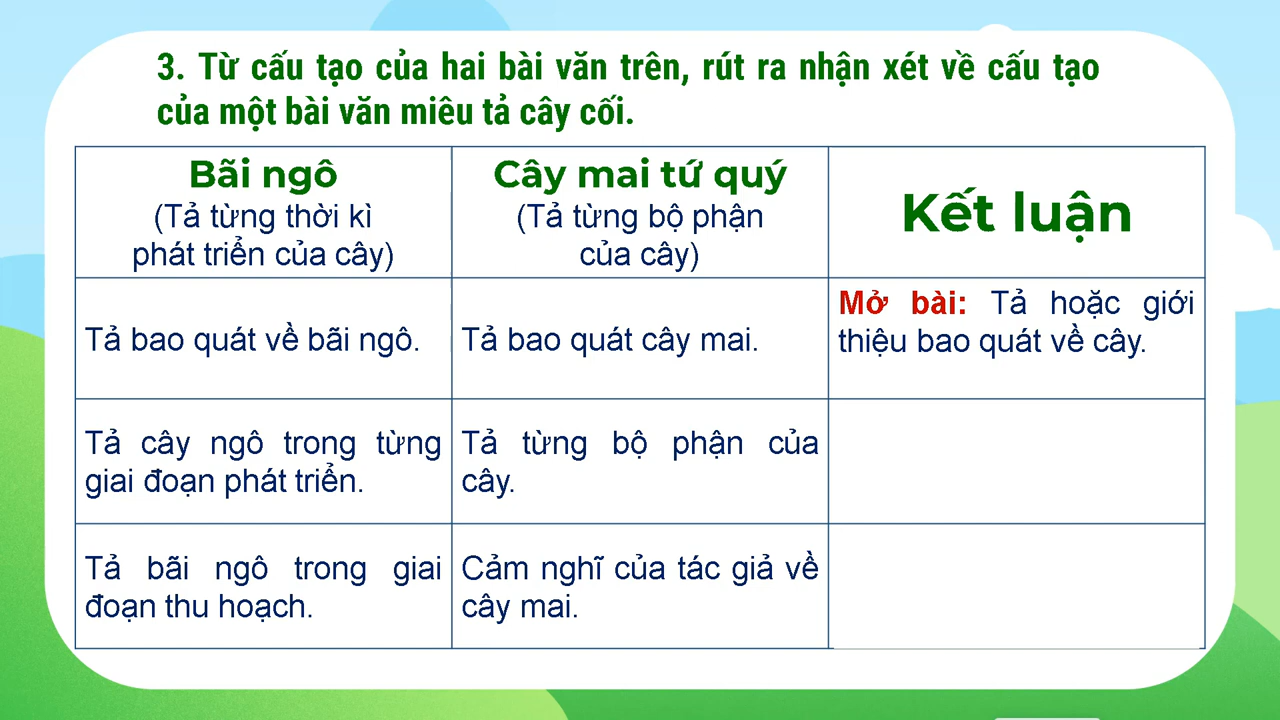 3. Từ cấu tạo của hai bài văn trên, rút ra nhận xét về cấu tạo
của một bài văn miêu tả cây cối.
Bãi ngô
(Tả từng thời kì
phát triển của cây)
Cây mai tứ quý
(Tả từng bộ phận
của cây)
Kết luận
Tả bao quát về bãi ngô.
Tả bao quát cây mai.
Mở bài: Tả hoặc giới
thiệu bao quát về cây.
Tả cây ngô trong từng
giai đoạn phát triển.
Tả từng bộ phận của
cây.
Tả bãi ngô trong giai
đoạn thu hoạch.
Cảm nghĩ của tác giả về
cây mai.